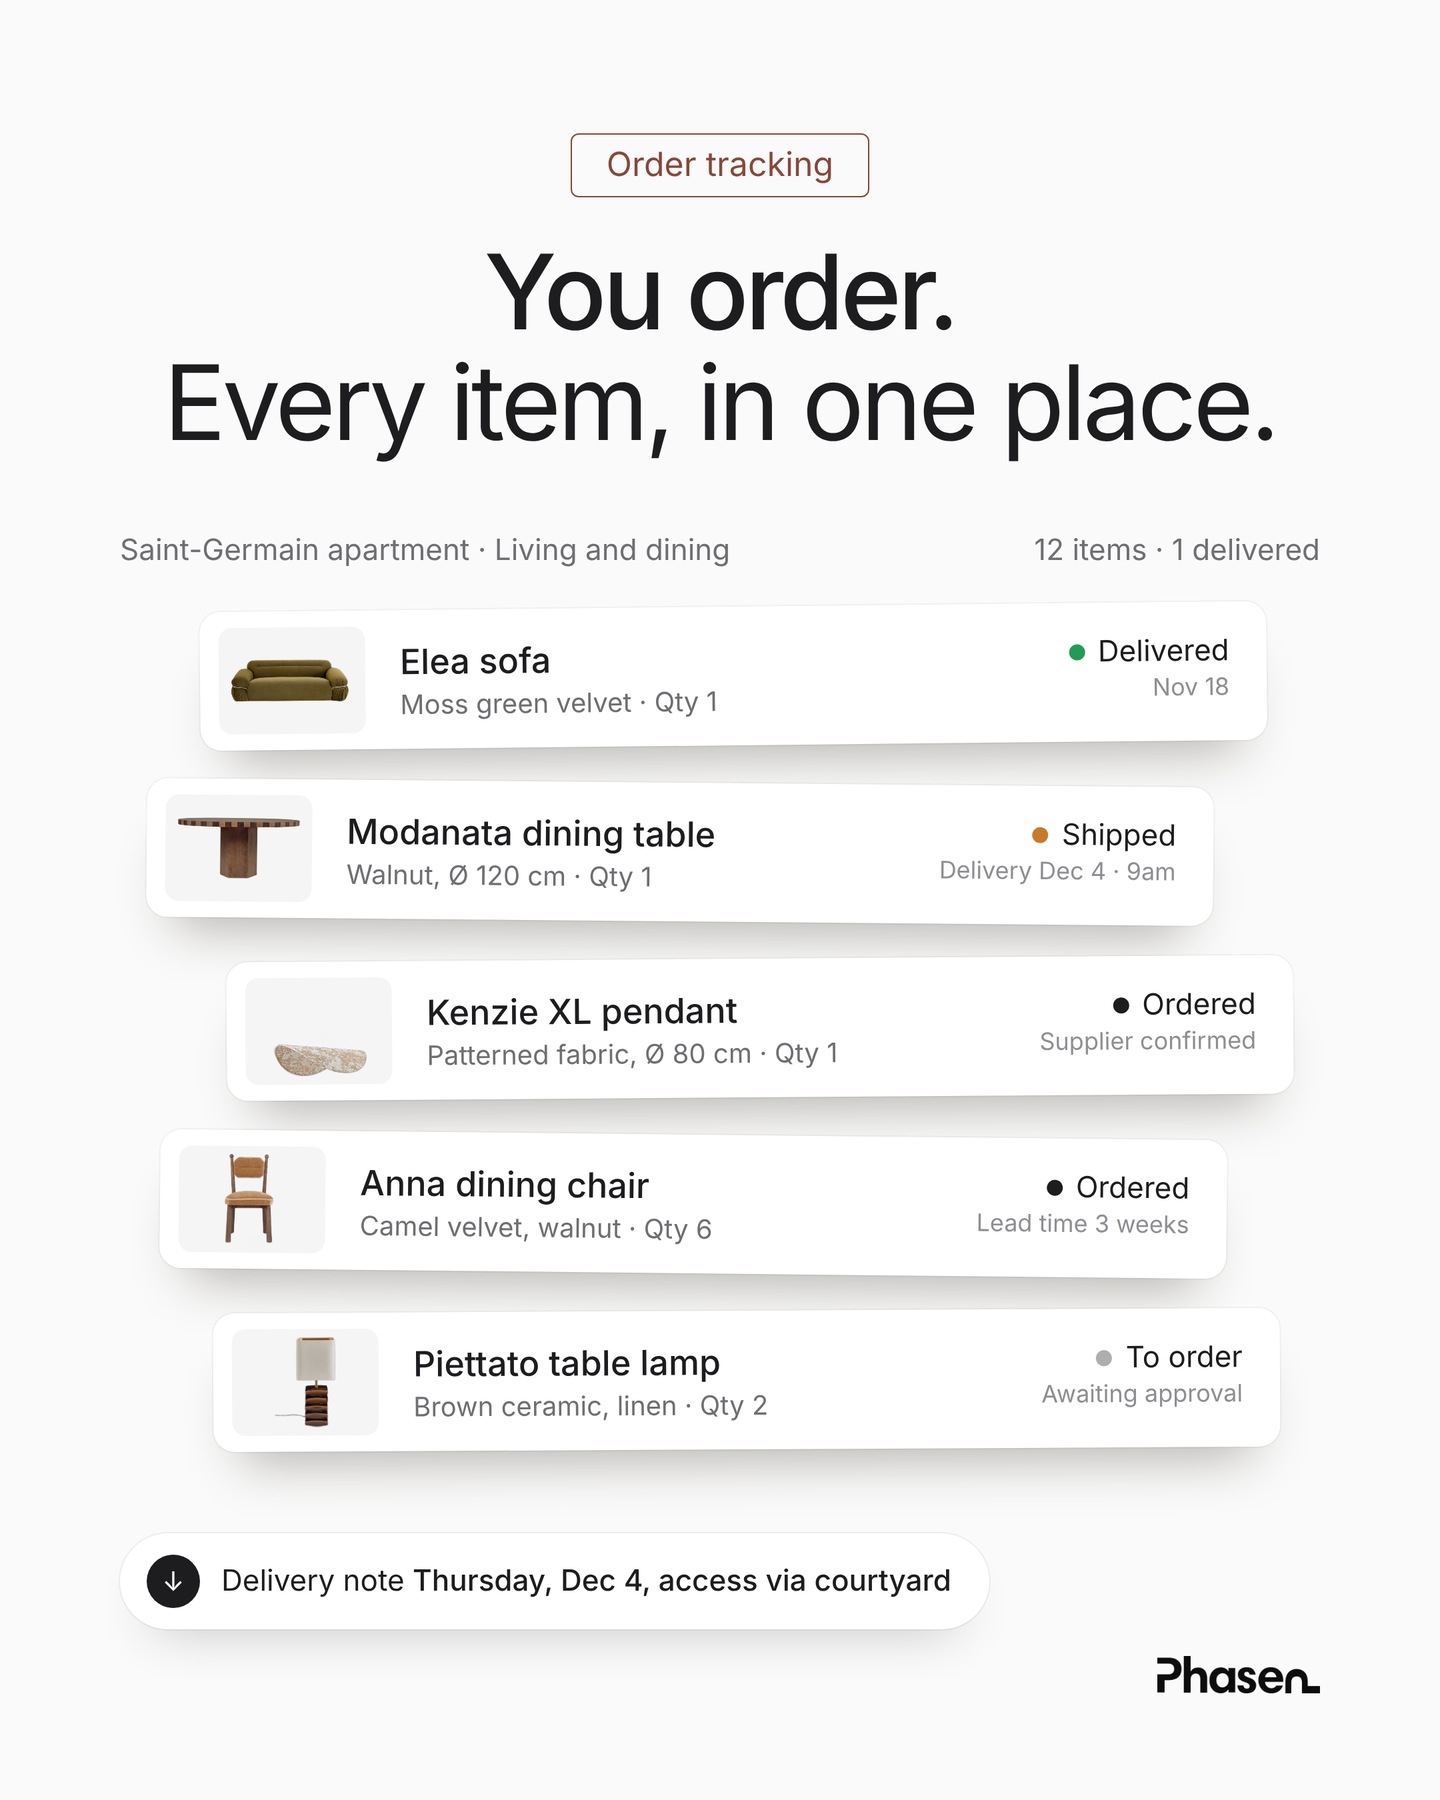 Order tracking
You order.
Every item, in one place.
Saint-Germain apartment · Living and dining
12 items · 1 delivered
Elea sofa
Moss green velvet · Qty 1
Delivered
Nov 18
Modanata dining table
Walnut, Ø 120 cm · Qty 1
Shipped
Delivery Dec 4 · 9am
Kenzie XL pendant
Patterned fabric, Ø 80 cm · Qty 1
Ordered
Supplier confirmed
Anna dining chair
Camel velvet, walnut · Qty 6
Ordered
Lead time 3 weeks
Piettato table lamp
Brown ceramic, linen · Qty 2
To order
Awaiting approval
Delivery note Thursday, Dec 4, access via courtyard
Phasen